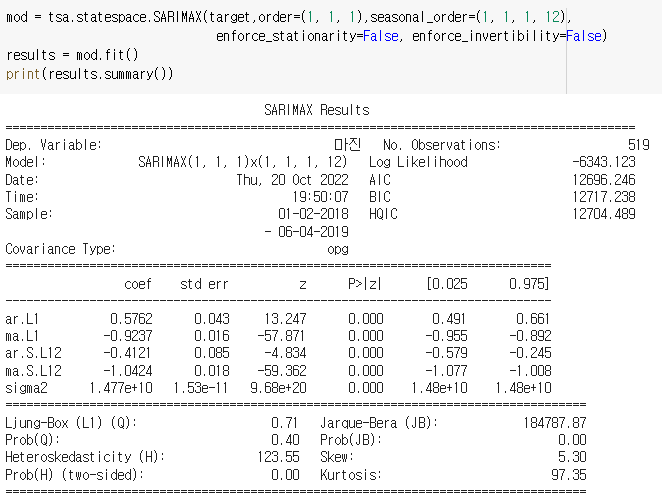 mod = tsa.statespace.SARIMAX(target,order=(1, 1, 1),seasonal_order=(1, 1, 1, 12),
enforce_stationarity=False, enforce_invertibility=False)
results = mod.fit()
print(results.summary())
SARIMAX Results
==========================================================================================
Dep. Variable: 마진 No. Observations: 519
Model: SARIMAX(1, 1, 1)x(1, 1, 1, 12) Log Likelihood -6343.123
Date: Thu, 20 Oct 2022 AIC 12696.246
Time: 19:50:07 BIC 12717.238
Sample: 01-02-2018 HQIC 12704.489
- 06-04-2019
Covariance Type: opg
==============================================================================
coef std err z P>|z| [0.025 0.975]
------------------------------------------------------------------------------
ar.L1 0.5762 0.043 13.247 0.000 0.491 0.661
ma.L1 -0.9237 0.016 -57.871 0.000 -0.955 -0.892
ar.S.L12 -0.4121 0.085 -4.834 0.000 -0.579 -0.245
ma.S.L12 -1.0424 0.018 -59.362 0.000 -1.077 -1.008
sigma2 1.477e+10 1.53e-11 9.68e+20 0.000 1.48e+10 1.48e+10
===================================================================================
Ljung-Box (L1) (Q): 0.71 Jarque-Bera (JB): 184787.87
Prob(Q): 0.40 Prob(JB): 0.00
Heteroskedasticity (H): 123.55 Skew: 5.30
Prob(H) (two-sided): 0.00 Kurtosis: 97.35
===================================================================================